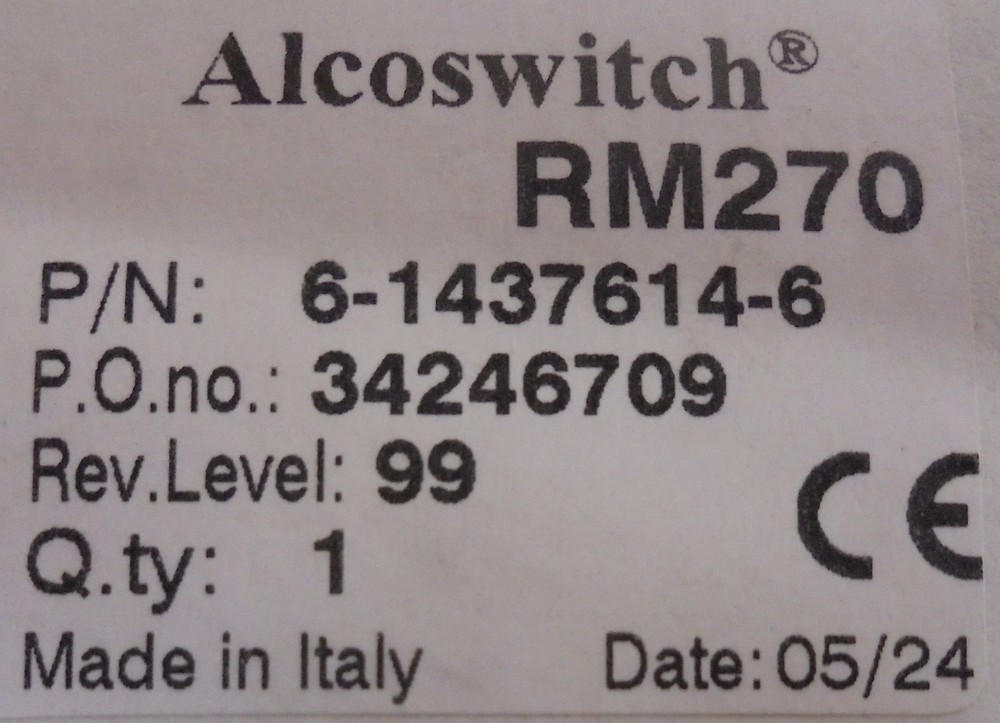 Alcoswitch®
RM270
P/N: 6-1437614-6
P.O.no.: 34246709
Rev.Level: 99
Q.ty: 1
CE
Made in Italy Date: 05/24